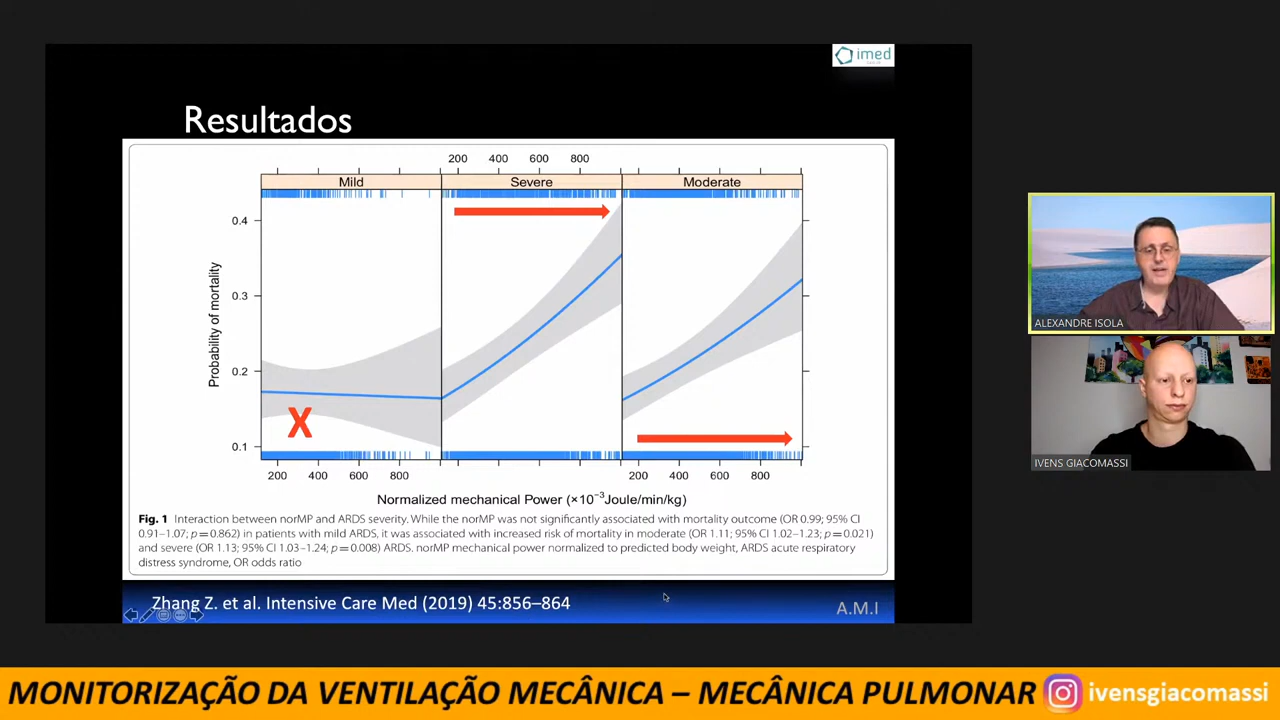 imed
Resultados
200 400 600 800
Mild Severe Moderate
0.4
0.3
0.2
0.1
Probability of mortality
X
200 400 600 800 200 400 600 800
Normalized mechanical Power (×10⁻³Joule/min/kg)
Fig. 1 Interaction between norMP and ARDS severity. While the norMP was not significantly associated with mortality outcome (OR 0.99; 95% CI
0.91–1.07; p = 0.862) in patients with mild ARDS, it was associated with increased risk of mortality in moderate (OR 1.11; 95% CI 1.02–1.23; p = 0.021)
and severe (OR 1.13; 95% CI 1.03–1.24; p = 0.008) ARDS. norMP mechanical power normalized to predicted body weight, ARDS acute respiratory
distress syndrome, OR odds ratio
Zhang Z. et al. Intensive Care Med (2019) 45:856–864
A.M.I
ALEXANDRE ISOLA
IVENS GIACOMASSI
MONITORIZAÇÃO DA VENTILAÇÃO MECÂNICA – MECÂNICA PULMONAR ivensgiacomassi